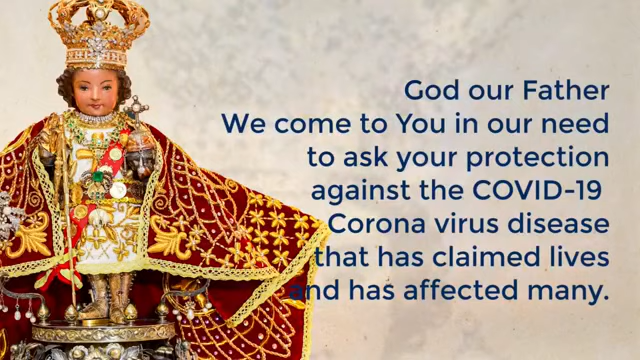 God our Father
We come to You in our need
to ask your protection
against the COVID-19
Corona virus disease
that has claimed lives
and has affected many.